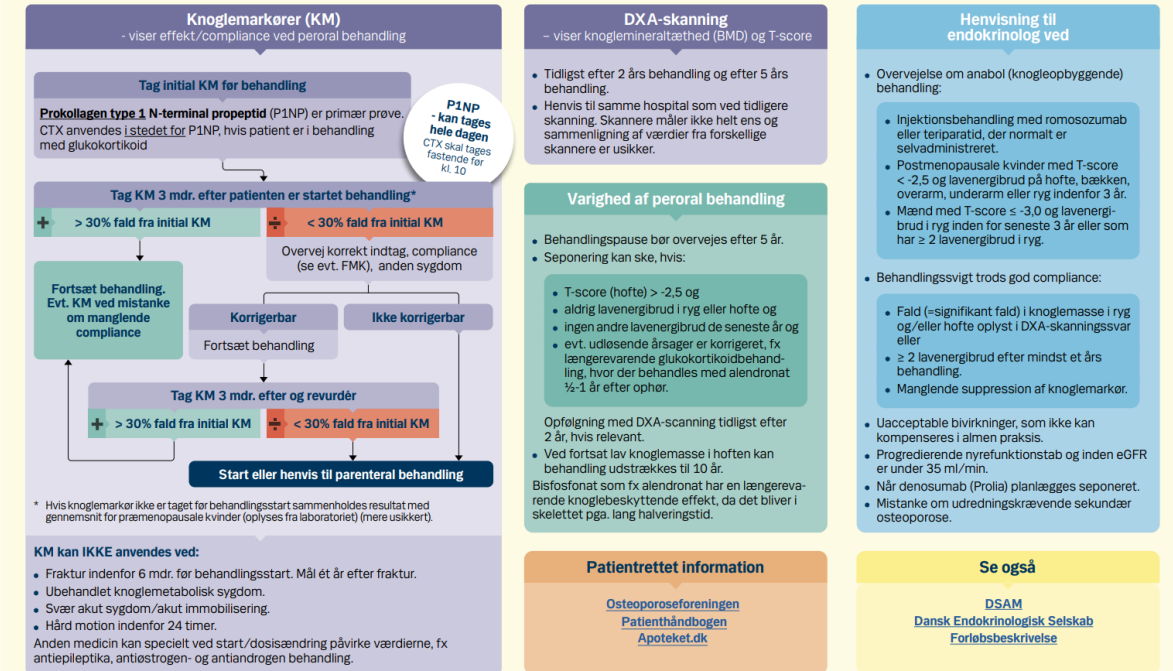 Knoglemarkører (KM)
- viser effekt/compliance ved peroral behandling
Tag initial KM før behandling
Prokollagen type 1 N-terminal propeptid (P1NP) er primær prøve.
CTX anvendes i stedet for P1NP, hvis patient er i behandling
med glukokortikoid
P1NP
- kan tages
hele dagen
CTX skal tages
fastende før
kl. 10
Tag KM 3 mdr. efter patienten er startet behandling*
+ > 30% fald fra initial KM
÷ < 30% fald fra initial KM
Overvej korrekt indtag, compliance
(se evt. FMK), anden sygdom
Fortsæt behandling.
Evt. KM ved mistanke
om manglende
compliance
Korrigerbar
Ikke korrigerbar
Fortsæt behandling
Tag KM 3 mdr. efter og revurdér
+ > 30% fald fra initial KM
÷ < 30% fald fra initial KM
Start eller henvis til parenteral behandling
* Hvis knoglemarkør ikke er taget før behandlingsstart sammenholdes resultat med
gennemsnit for præmenopausale kvinder (oplyses fra laboratoriet) (mere usikkert).
KM kan IKKE anvendes ved:
• Fraktur indenfor 6 mdr. før behandlingsstart. Mål ét år efter fraktur.
• Ubehandlet knoglemetabolisk sygdom.
• Svær akut sygdom/akut immobilisering.
• Hård motion indenfor 24 timer.
Anden medicin kan specielt ved start/dosisændring påvirke værdierne, fx
antiepileptika, antiøstrogen- og antiandrogen behandling.
DXA-skanning
– viser knoglemineraltæthed (BMD) og T-score
• Tidligst efter 2 års behandling og efter 5 års
behandling.
• Henvis til samme hospital som ved tidligere
skanning. Skannere måler ikke helt ens og
sammenligning af værdier fra forskellige
skannere er usikker.
Varighed af peroral behandling
• Behandlingspause bør overvejes efter 5 år.
• Seponering kan ske, hvis:
• T-score (hofte) > -2,5 og
• aldrig lavenergibrud i ryg eller hofte og
• ingen andre lavenergibrud de seneste år og
• evt. udløsende årsager er korrigeret, fx
længerevarende glukokortikoidbehand-
ling, hvor der behandles med alendronat
½-1 år efter ophør.
Opfølgning med DXA-scanning tidligst efter
2 år, hvis relevant.
• Ved fortsat lav knoglemasse i hoften kan
behandling udstrækkes til 10 år.
Bisfosfonat som fx alendronat har en længereva-
rende knoglebeskyttende effekt, da det bliver i
skelettet pga. lang halveringstid.
Patientrettet information
Osteoporoseforeningen
Patienthåndbogen
Apoteket.dk
Henvisning til
endokrinolog ved
• Overvejelse om anabol (knogleopbyggende)
behandling:
• Injektionsbehandling med romosozumab
eller teriparatid, der normalt er
selvadministreret.
• Postmenopausale kvinder med T-score
< -2,5 og lavenergibrud på hofte, bækken,
overarm, underarm eller ryg indenfor 3 år.
• Mænd med T-score ≤ -3,0 og lavenergi-
brud i ryg inden for seneste 3 år eller som
har ≥ 2 lavenergibrud i ryg.
• Behandlingssvigt trods god compliance:
• Fald (=signifikant fald) i knoglemasse i ryg
og/eller hofte oplyst i DXA-skanningssvar
eller
• ≥ 2 lavenergibrud efter mindst et års
behandling.
• Manglende suppression af knoglemarkør.
• Uacceptable bivirkninger, som ikke kan
kompenseres i almen praksis.
• Progredierende nyrefunktionstab og inden eGFR
er under 35 ml/min.
• Når denosumab (Prolia) planlægges seponeret.
• Mistanke om udredningskrævende sekundær
osteoporose.
Se også
DSAM
Dansk Endokrinologisk Selskab
Forløbsbeskrivelse